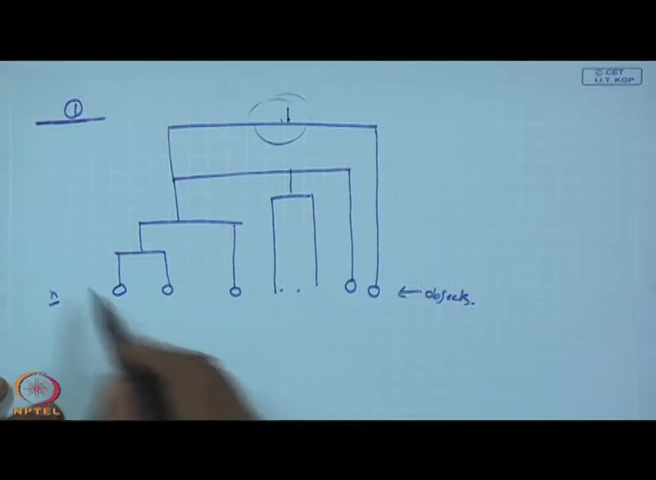 © CET
I.I.T. KGP
①
n
← objects.
NPTEL